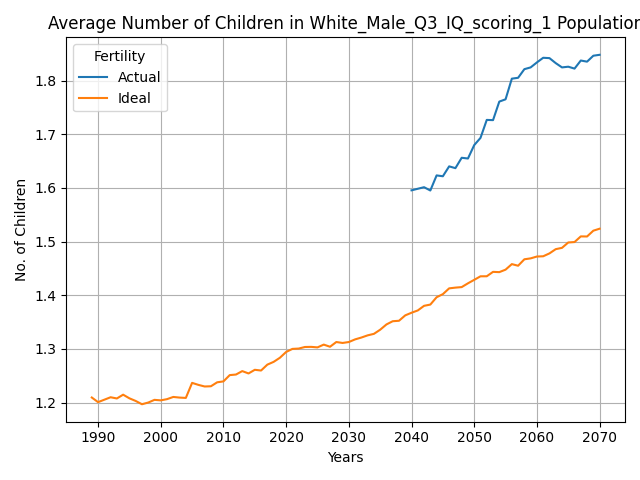 Average Number of Children in White_Male_Q3_IQ_scoring_1 Population
Fertility
Actual
Ideal
No. of Children
1.8
1.7
1.6
1.5
1.4
1.3
1.2
1990 2000 2010 2020 2030 2040 2050 2060 2070
Years